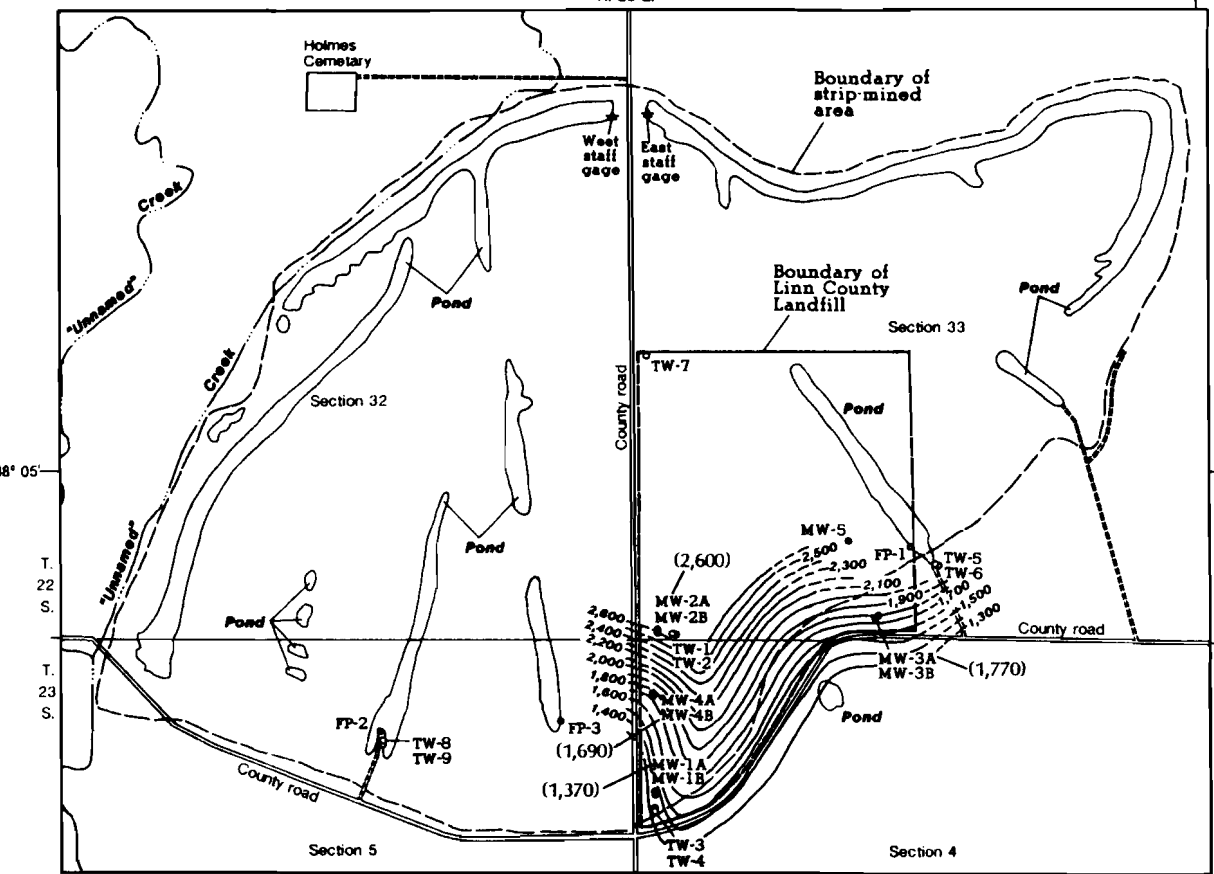 Holmes
Cemetary
Boundary of
strip-mined
area
West
staff
gage
East
staff
gage
Creek
"Unnamed"
Pond
Boundary of
Linn County
Landfill
Pond
Section 33
Creek
TW-7
County road
Section 32
Pond
8° 05'
MW-5
2,500
FP-1
TW-5
TW-6
(2,600)
2,300
Pond
2,100
T.
22
S.
"Unnamed"
1,900
1,700
1,500
1,300
MW-2A
MW-2B
2,600
2,400
2,200
2,000
1,800
1,600
1,400
Pond
TW-1
TW-2
County road
MW-3A
MW-3B
(1,770)
T.
23
S.
MW-4A
MW-4B
Pond
FP-2
FP-3
TW-8
TW-9
(1,690)
MW-1A
MW-1B
(1,370)
County road
TW-3
TW-4
Section 5
Section 4